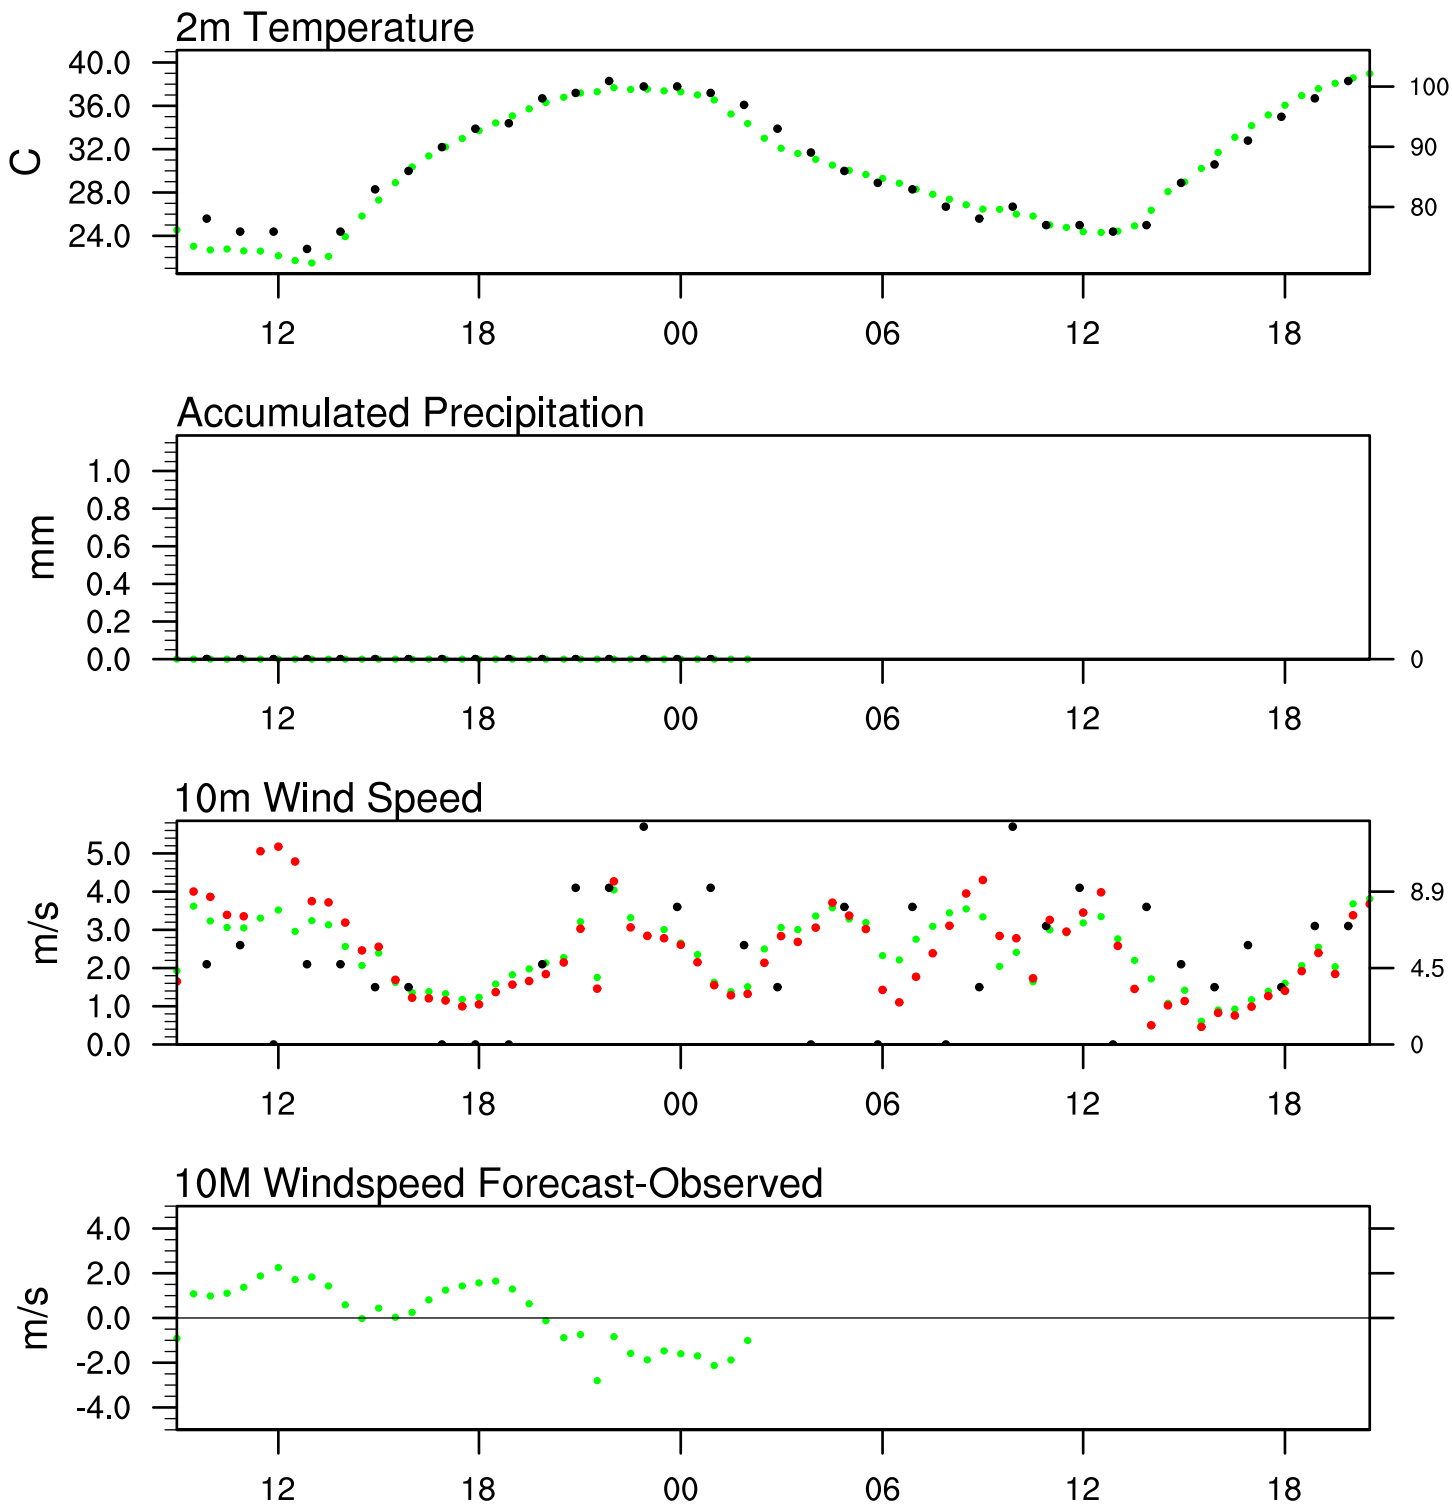 2m Temperature
40.0
36.0
32.0
28.0
24.0
C
100
90
80
12 18 00 06 12 18
Accumulated Precipitation
1.0
0.8
0.6
0.4
0.2
0.0
mm
0
12 18 00 06 12 18
10m Wind Speed
5.0
4.0
3.0
2.0
1.0
0.0
m/s
8.9
4.5
0
12 18 00 06 12 18
10M Windspeed Forecast-Observed
4.0
2.0
0.0
-2.0
-4.0
m/s
12 18 00 06 12 18